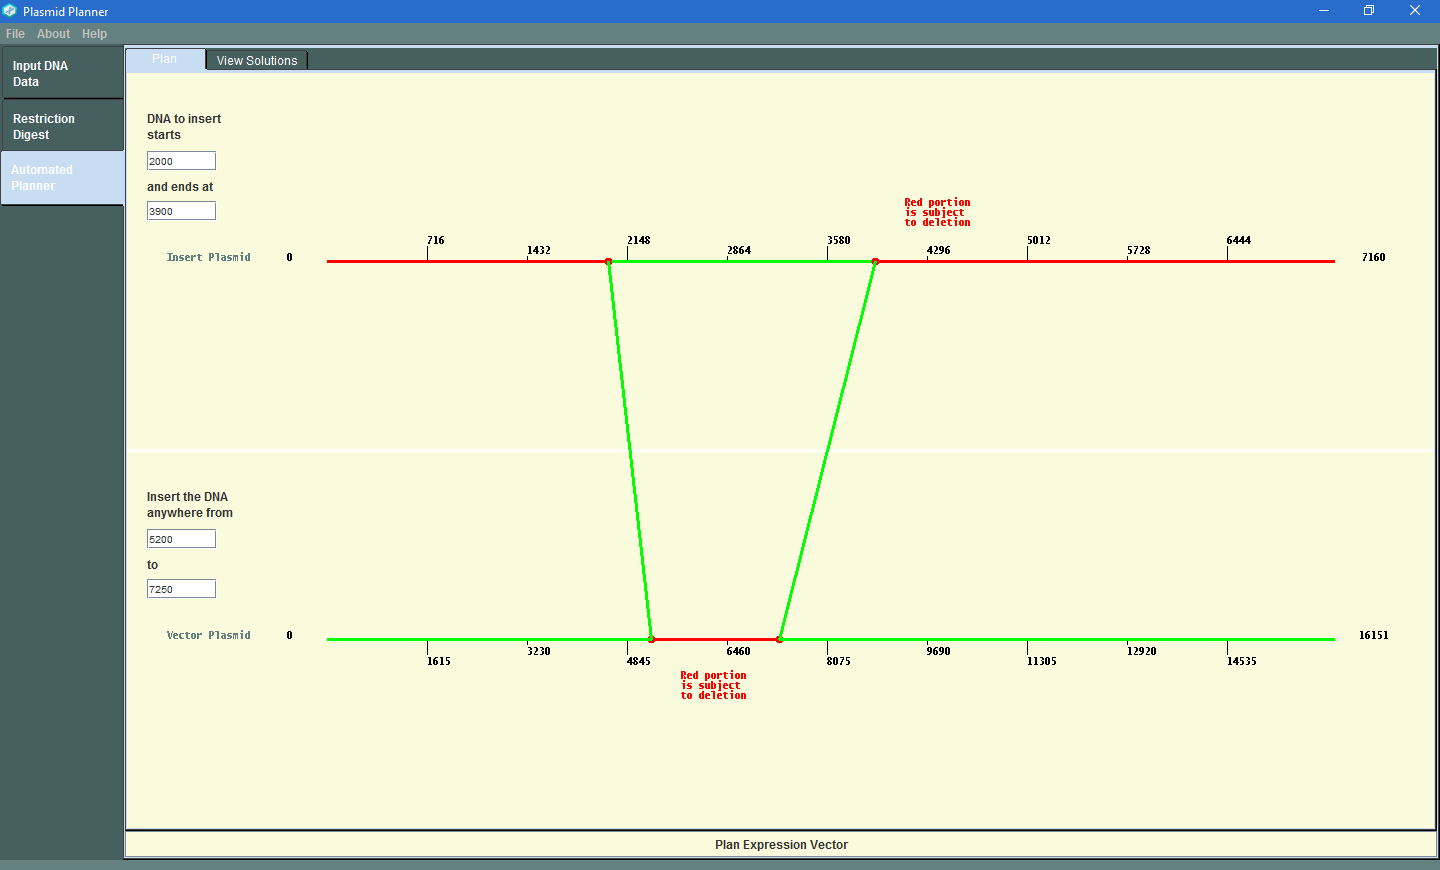 Plasmid Planner
File About Help
Input DNA
Data
Restriction
Digest
Automated
Planner
Plan View Solutions
DNA to insert
starts
2000
and ends at
3900
Red portion
is subject
to deletion
716 2148 3580 5012 6444
1432 2864 4296 5728
Insert Plasmid 0 7160
Insert the DNA
anywhere from
5200
to
7250
Vector Plasmid 0 16151
3230 6460 9690 12920
1615 4845 8075 11305 14535
Red portion
is subject
to deletion
Plan Expression Vector